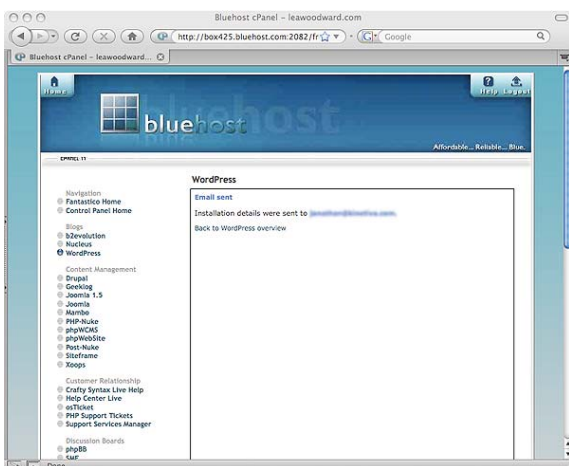 Bluehost cPanel – leawoodward.com
http://box425.bluehost.com:2082/fr
Google
Bluehost cPanel – leawoodward...
Home
Help Logout
bluehost
Affordable... Reliable... Blue.
CPANEL 11
Navigation
Fantastico Home
Control Panel Home
Blogs
b2evolution
Nucleus
WordPress
Content Management
Drupal
Geeklog
Joomla 1.5
Joomla
Mambo
PHP-Nuke
phpWCMS
phpWebSite
Post-Nuke
Siteframe
Xoops
Customer Relationship
Crafty Syntax Live Help
Help Center Live
osTicket
PHP Support Tickets
Support Services Manager
Discussion Boards
phpBB
SMF
WordPress
Email sent
Installation details were sent to
Back to WordPress overview
Done